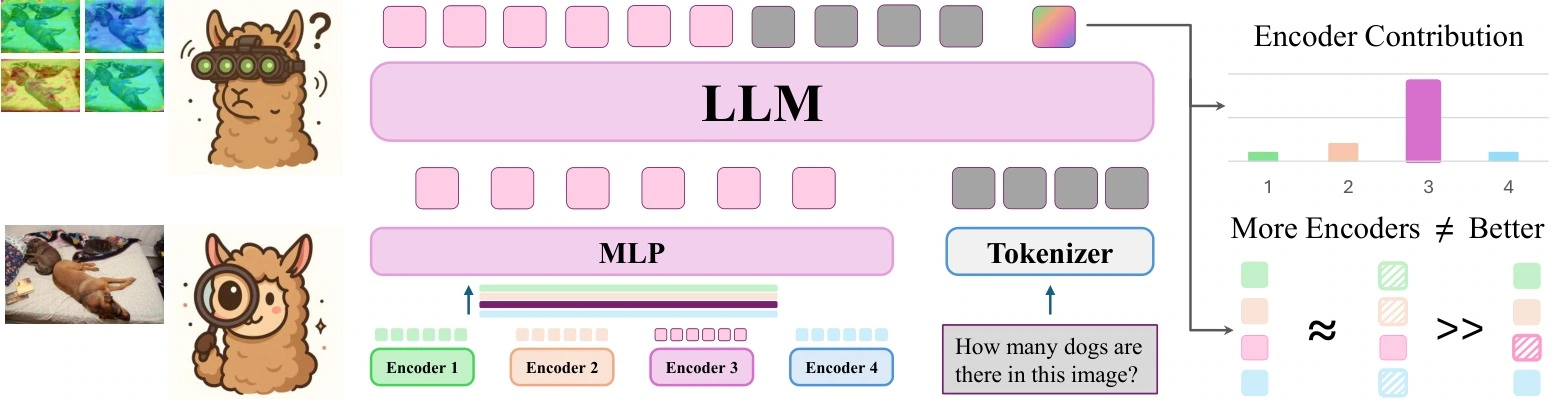 ?
LLM
MLP
Tokenizer
Encoder 1
Encoder 2
Encoder 3
Encoder 4
How many dogs are
there in this image?
Encoder Contribution
1
2
3
4
More Encoders ≠ Better
≈
>>